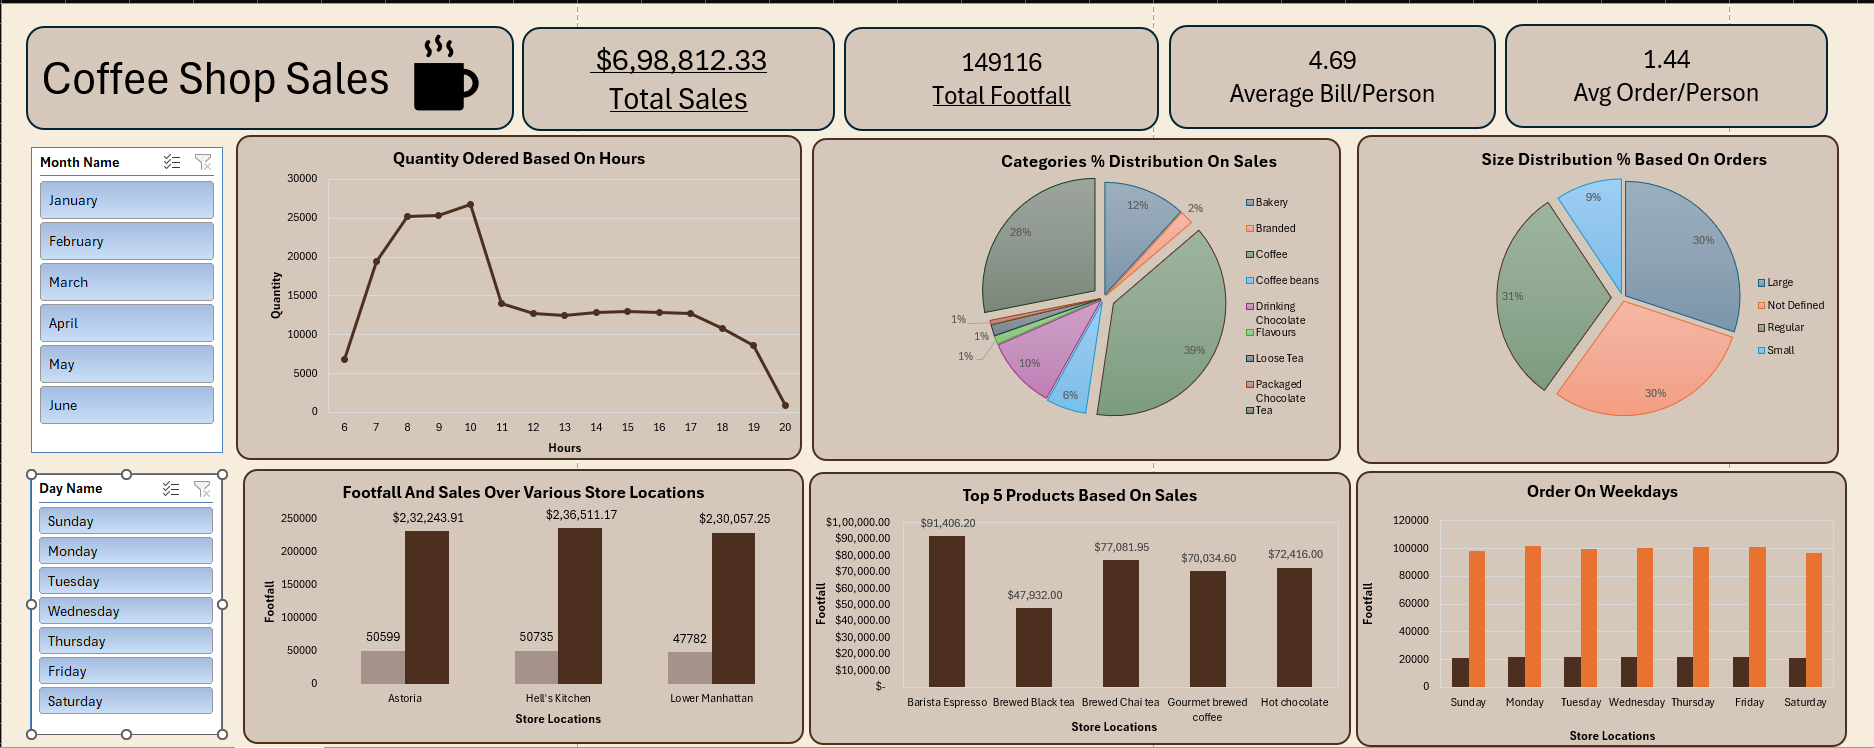 Coffee Shop Sales
$6,98,812.33
Total Sales
149116
Total Footfall
4.69
Average Bill/Person
1.44
Avg Order/Person
Month Name
January
February
March
April
May
June
Quantity Odered Based On Hours
Quantity
30000
25000
20000
15000
10000
5000
0
6 7 8 9 10 11 12 13 14 15 16 17 18 19 20
Hours
Categories % Distribution On Sales
12%
2%
39%
6%
10%
1%
1%
1%
28%
Bakery
Branded
Coffee
Coffee beans
Drinking
Chocolate
Flavours
Loose Tea
Packaged
Chocolate
Tea
Size Distribution % Based On Orders
30%
30%
31%
9%
Large
Not Defined
Regular
Small
Day Name
Sunday
Monday
Tuesday
Wednesday
Thursday
Friday
Saturday
Footfall And Sales Over Various Store Locations
Footfall
250000
200000
150000
100000
50000
0
$2,32,243.91
$2,36,511.17
$2,30,057.25
50599
50735
47782
Astoria Hell's Kitchen Lower Manhattan
Store Locations
Top 5 Products Based On Sales
Footfall
$1,00,000.00
$90,000.00
$80,000.00
$70,000.00
$60,000.00
$50,000.00
$40,000.00
$30,000.00
$20,000.00
$10,000.00
$-
$91,406.20
$47,932.00
$77,081.95
$70,034.60
$72,416.00
Barista Espresso Brewed Black tea Brewed Chai tea Gourmet brewed Hot chocolate
coffee
Store Locations
Order On Weekdays
Footfall
120000
100000
80000
60000
40000
20000
0
Sunday Monday Tuesday Wednesday Thursday Friday Saturday
Store Locations